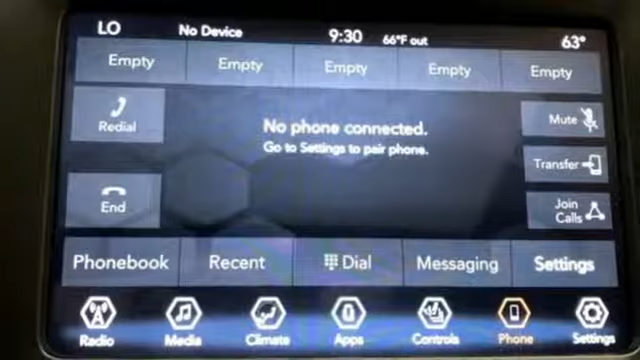 LO No Device 9:30 66°F out 63°
Empty Empty Empty Empty Empty
Redial
No phone connected.
Go to Settings to pair phone.
Mute
Transfer
End
Join
Calls
Phonebook Recent Dial Messaging Settings
Radio Media Climate Apps Controls Phone Settings